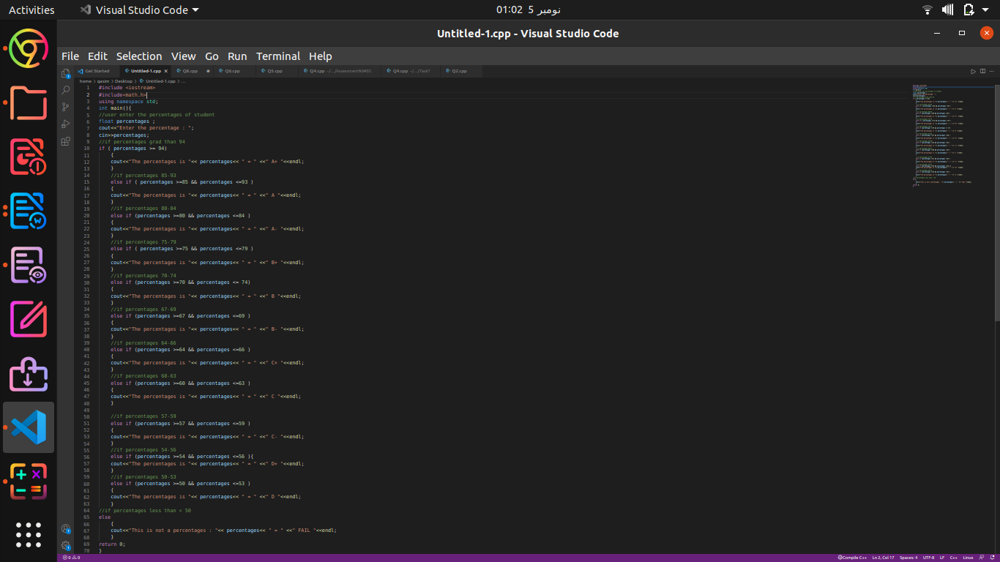 Activities
Visual Studio Code
01:02 5 نومبر
Untitled-1.cpp - Visual Studio Code
File Edit Selection View Go Run Terminal Help
Get Started Untitled-1.cpp Q8.cpp Q6.cpp Q5.cpp Q4.cpp ~/.../AssesmentNO#02 Q4.cpp ~/.../Task7 Q2.cpp
home > qasim > Desktop > Untitled-1.cpp > ...
1 #include <iostream>
2 #include<math.h>
3 using namespace std;
4 int main(){
5 //user enter the percentages of student
6 float percentages ;
7 cout<<"Enter the percentage : ";
8 cin>>percentages;
9 //if percentages grad than 94
10 if ( percentages >= 94)
11 {
12 cout<<"The percentages is "<< percentages<< " = " <<" A+ "<<endl;
13 }
14 //if percentages 85-93
15 else if ( percentages >=85 && percentages <=93 )
16 {
17 cout<<"The percentages is "<< percentages<< " = " <<" A "<<endl;
18 }
19 //if percentages 80-84
20 else if (percentages >=80 && percentages <=84 )
21 {
22 cout<<"The percentages is "<< percentages<< " = " <<" A- "<<endl;
23 }
24 //if percentages 75-79
25 else if ( percentages >=75 && percentages <=79 )
26 {
27 cout<<"The percentages is "<< percentages<< " = " <<" B+ "<<endl;
28 }
29 //if percentages 70-74
30 else if (percentages >=70 && percentages <= 74)
31 {
32 cout<<"The percentages is "<< percentages<< " = " <<" B "<<endl;
33 }
34 //if percentages 67-69
35 else if (percentages >=67 && percentages <=69 )
36 {
37 cout<<"The percentages is "<< percentages<< " = " <<" B- "<<endl;
38 }
39 //if percentages 64-66
40 else if (percentages >=64 && percentages <=66 )
41 {
42 cout<<"The percentages is "<< percentages<< " = " <<" C+ "<<endl;
43 }
44 //if percentages 60-63
45 else if (percentages >=60 && percentages <=63 )
46 {
47 cout<<"The percentages is "<< percentages<< " = " <<" C "<<endl;
48 }
49
50 //if percentages 57-59
51 else if (percentages >=57 && percentages <=59 )
52 {
53 cout<<"The percentages is "<< percentages<< " = " <<" C- "<<endl;
54 }
55 //if percentages 54-56
56 else if (percentages >=54 && percentages <=56 ){
57 cout<<"The percentages is "<< percentages<< " = " <<" D+ "<<endl;
58 }
59 //if percentages 50-53
60 else if (percentages >=50 && percentages <=53 )
61 {
62 cout<<"The percentages is "<< percentages<< " = " <<" D "<<endl;
63 }
64 //if percentages less than < 50
65 else
66 {
67 cout<<"This is not a percentages : "<< percentages<< " = " <<" FAIL "<<endl;
68 }
69 return 0;
70 }
0 0 Compile C++ Ln 2, Col 17 Spaces: 4 UTF-8 LF C++ Linux